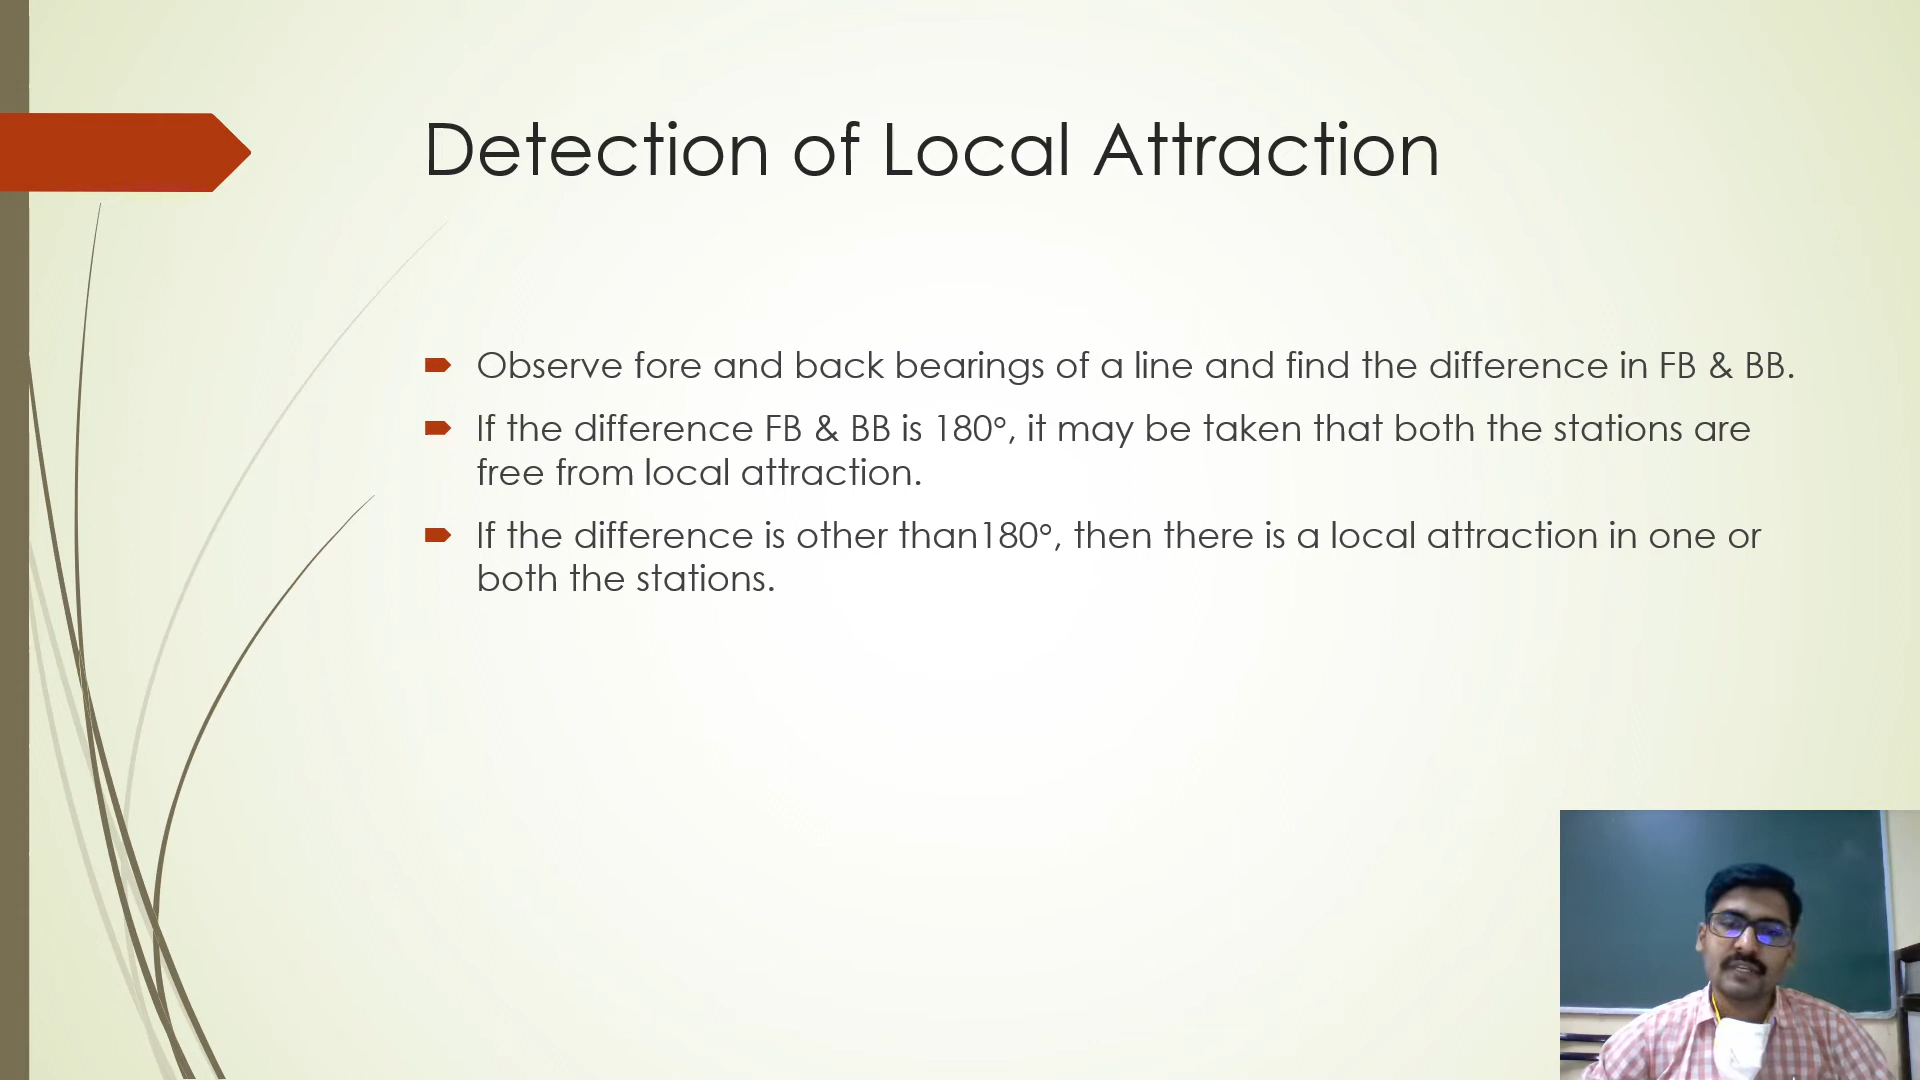 Detection of Local Attraction
Observe fore and back bearings of a line and find the difference in FB & BB.
If the difference FB & BB is 180°, it may be taken that both the stations are
free from local attraction.
If the difference is other than180°, then there is a local attraction in one or
both the stations.